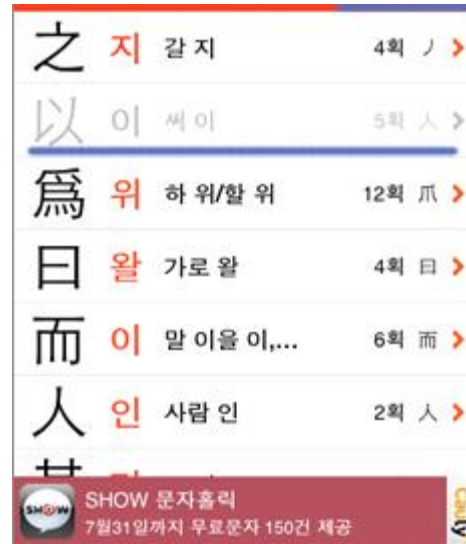 之 지 갈 지 4획 丿
以 이 써 이 5획 人
爲 위 하 위/할 위 12획 爪
曰 왈 가로 왈 4획 曰
而 이 말 이을 이,... 6획 而
人 인 사람 인 2획 人
SHOW
SHOW 문자홀릭
7월31일까지 무료문자 150건 제공
Cauly